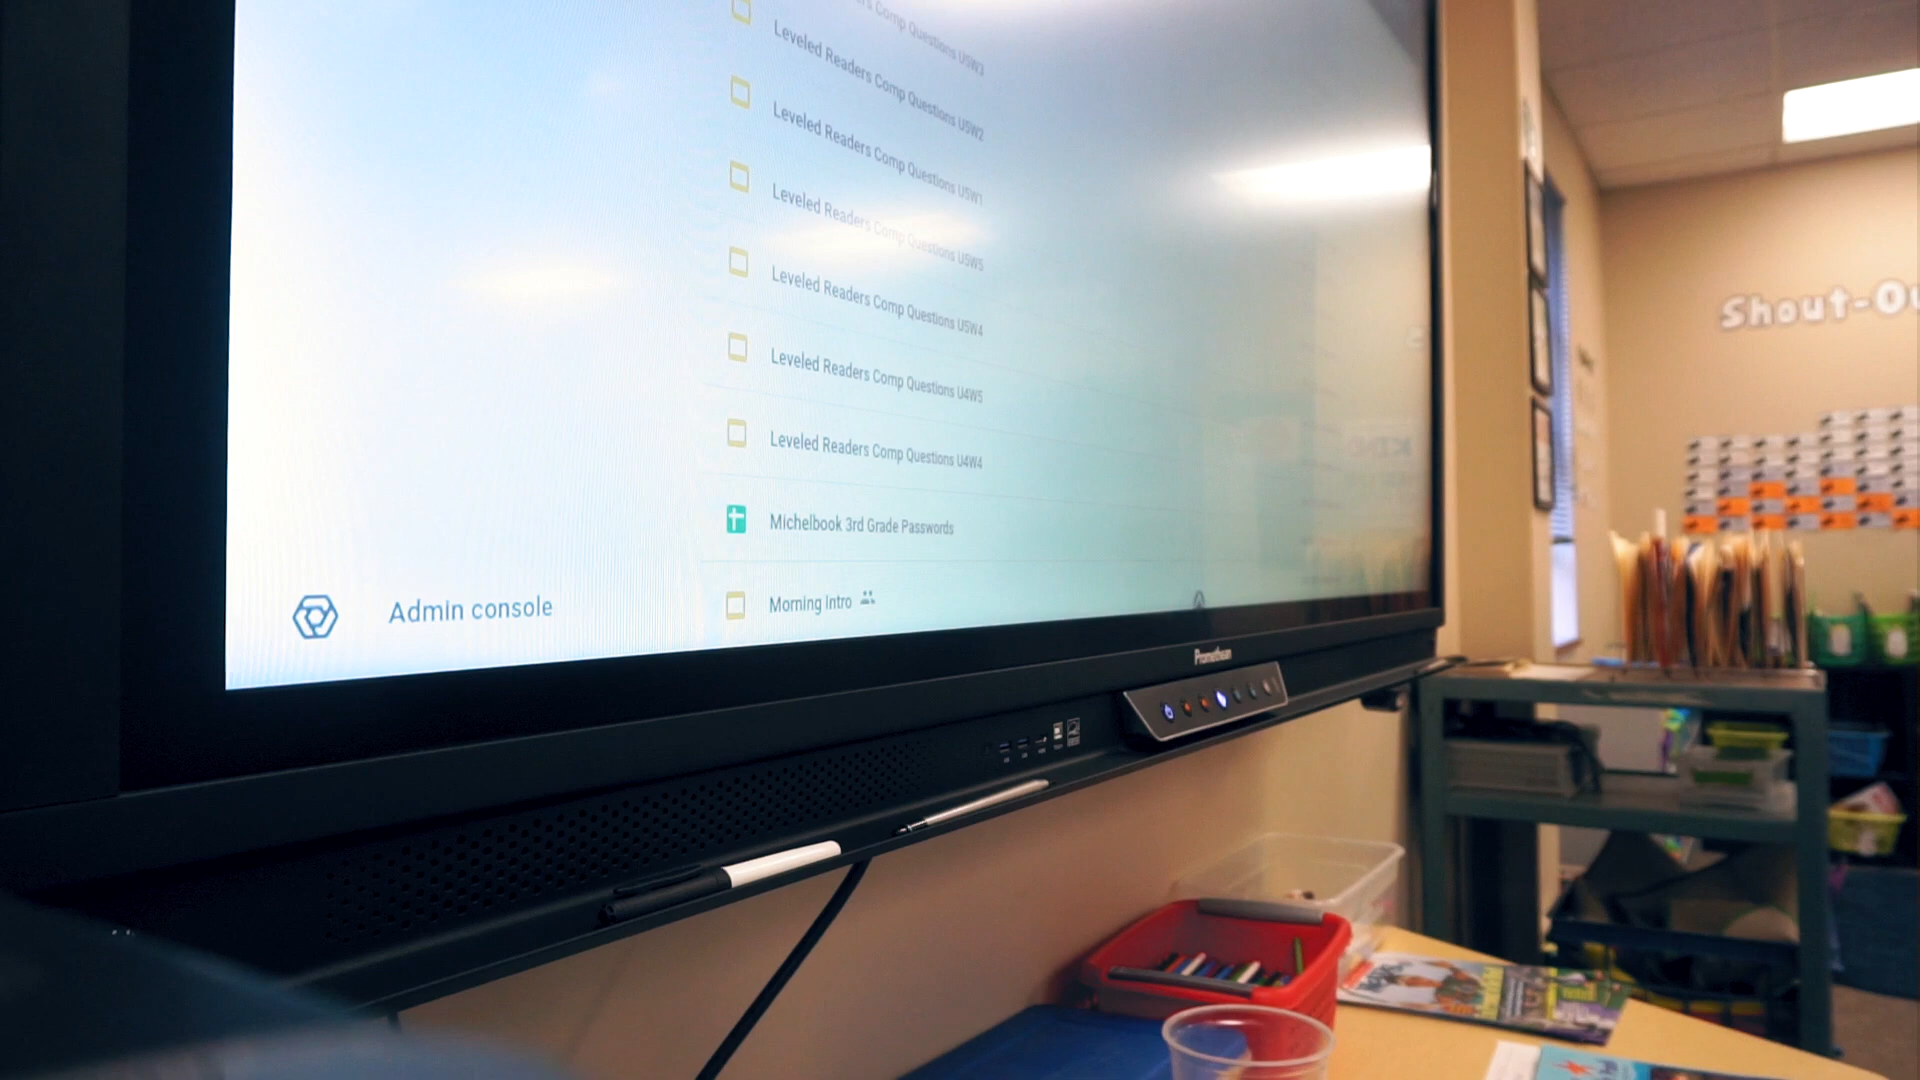 Comp Questions U5W3
Leveled Readers Comp Questions U5W2
Leveled Readers Comp Questions U5W1
Leveled Readers Comp Questions U5W5
Leveled Readers Comp Questions U5W4
Leveled Readers Comp Questions U4W5
Leveled Readers Comp Questions U4W4
Michelbook 3rd Grade Passwords
Morning Intro
Admin console
Promethean
Shout-Ou